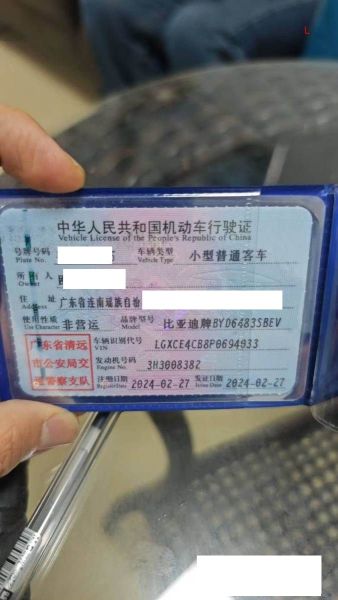 L
中华人民共和国机动车行驶证
Vehicle License of the People's Republic of China
号牌号码 车辆类型 小型普通客车
Plate No. Vehicle Type
所有人
Owner
住 址 广东省连南瑶族自治
Address
使用性质 非营运 品牌型号 比亚迪牌BYD6483SBEV
Use Character Model
广东省清远 车辆识别代号 LGXCE4CB8P0694033
VIN
市公安局交 发动机号码 3H3008382
Engine No.
通警察支队 注册日期 2024-02-27 发证日期 2024-02-27
Register Date Issue Date